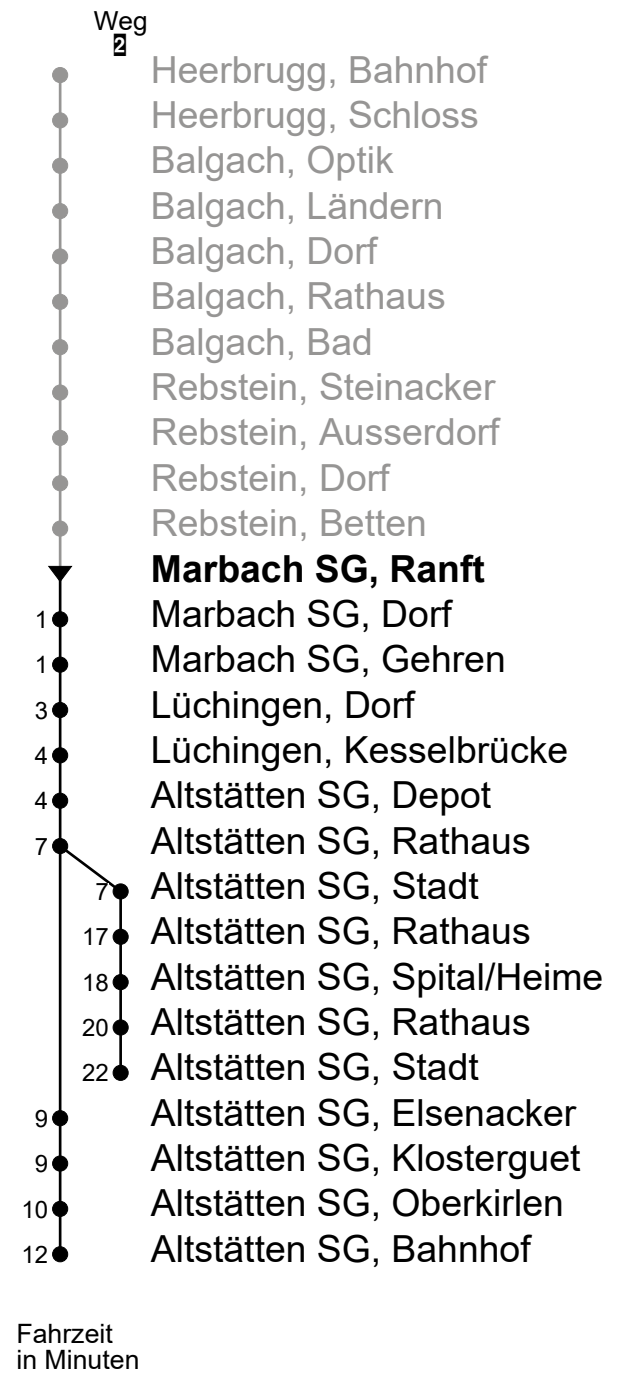 Weg
2
Heerbrugg, Bahnhof
Heerbrugg, Schloss
Balgach, Optik
Balgach, Ländern
Balgach, Dorf
Balgach, Rathaus
Balgach, Bad
Rebstein, Steinacker
Rebstein, Ausserdorf
Rebstein, Dorf
Rebstein, Betten
Marbach SG, Ranft
1 Marbach SG, Dorf
1 Marbach SG, Gehren
3 Lüchingen, Dorf
4 Lüchingen, Kesselbrücke
4 Altstätten SG, Depot
7 Altstätten SG, Rathaus
7 Altstätten SG, Stadt
17 Altstätten SG, Rathaus
18 Altstätten SG, Spital/Heime
20 Altstätten SG, Rathaus
22 Altstätten SG, Stadt
9 Altstätten SG, Elsenacker
9 Altstätten SG, Klosterguet
10 Altstätten SG, Oberkirlen
12 Altstätten SG, Bahnhof
Fahrzeit
in Minuten